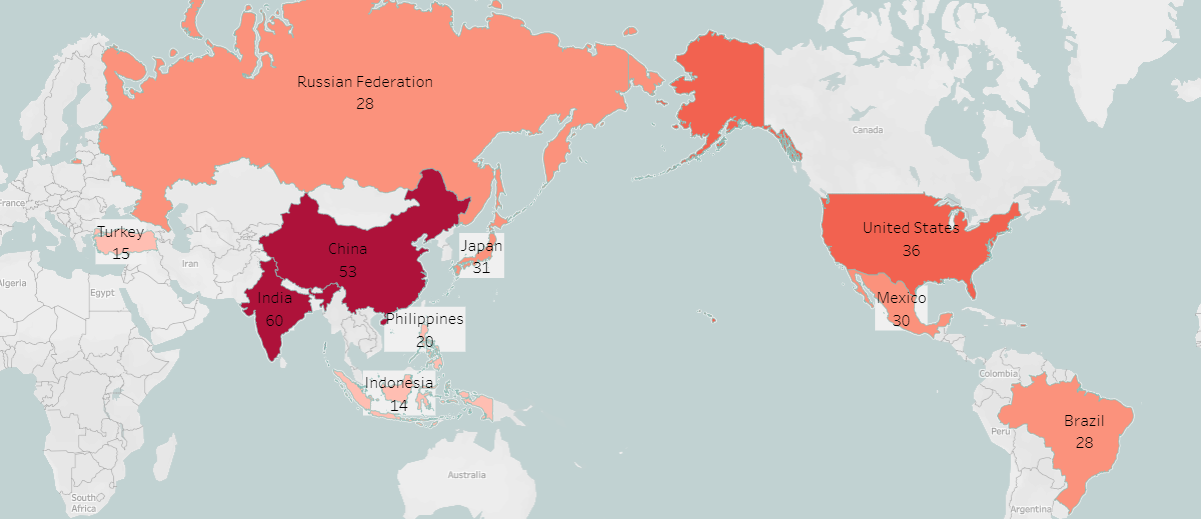 Russian Federation
28
Canada
France
Turkey
15
Iran
Algeria
Egypt
China
53
Japan
31
United States
36
India
60
Mexico
30
Philippines
20
Indonesia
14
Colombia
Peru
Brazil
28
Australia
South
Africa
Argentina